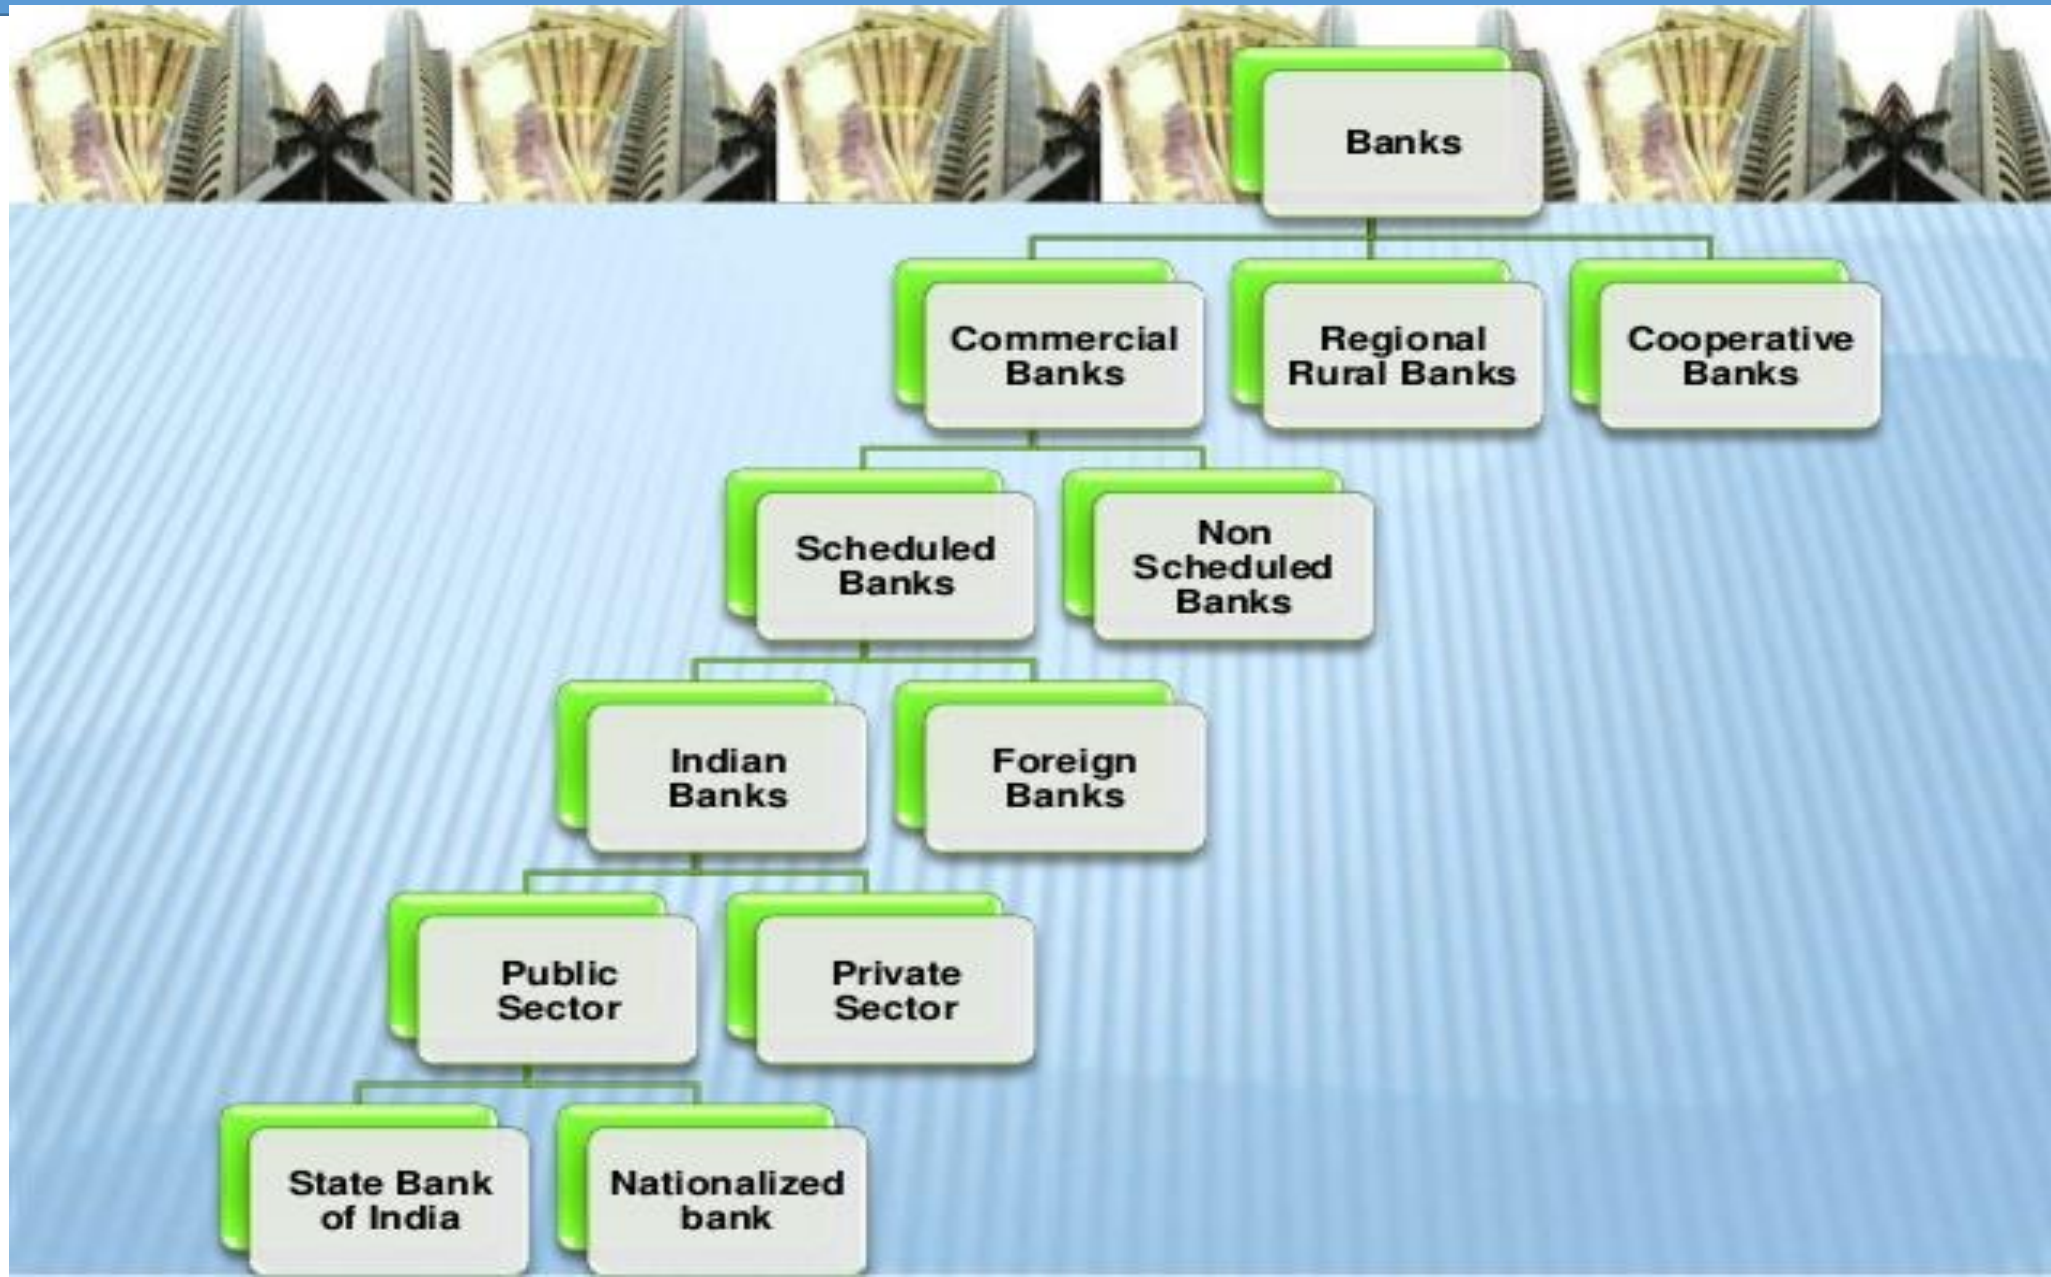 Banks
Commercial
Banks
Regional
Rural Banks
Cooperative
Banks
Scheduled
Banks
Non
Scheduled
Banks
Indian
Banks
Foreign
Banks
Public
Sector
Private
Sector
State Bank
of India
Nationalized
bank